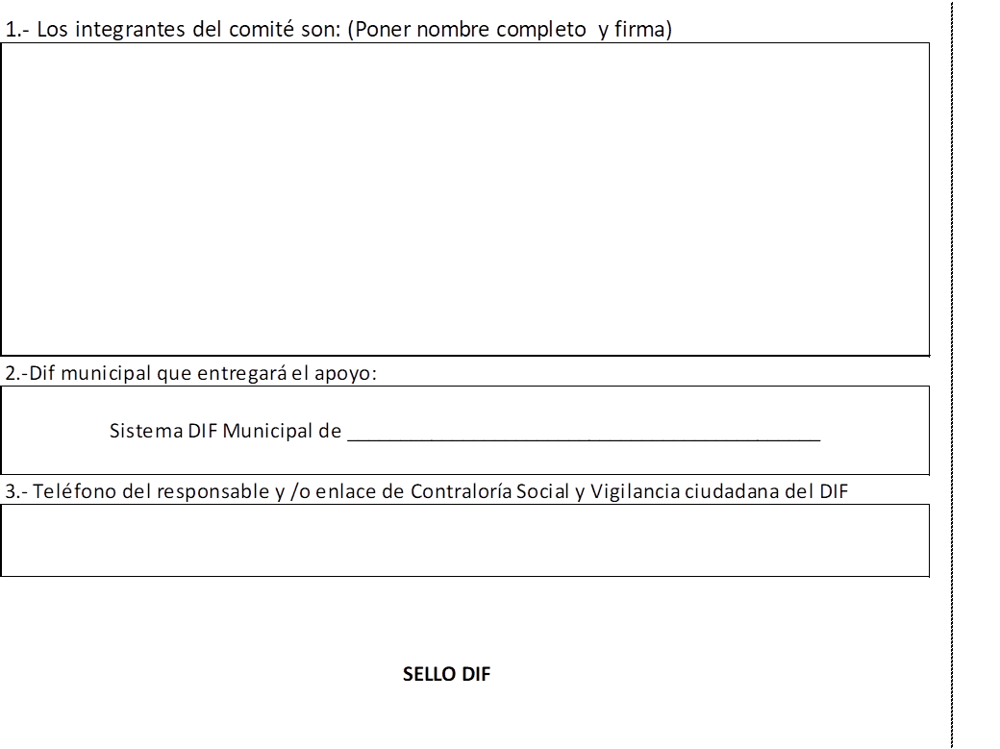 1.- Los integrantes del comité son: (Poner nombre completo  y firma)
2.-Dif municipal que entregará el apoyo:
Sistema DIF Municipal de _______________________________________________
3.- Teléfono del responsable y /o enlace de Contraloría Social y Vigilancia ciudadana del DIF
SELLO DIF